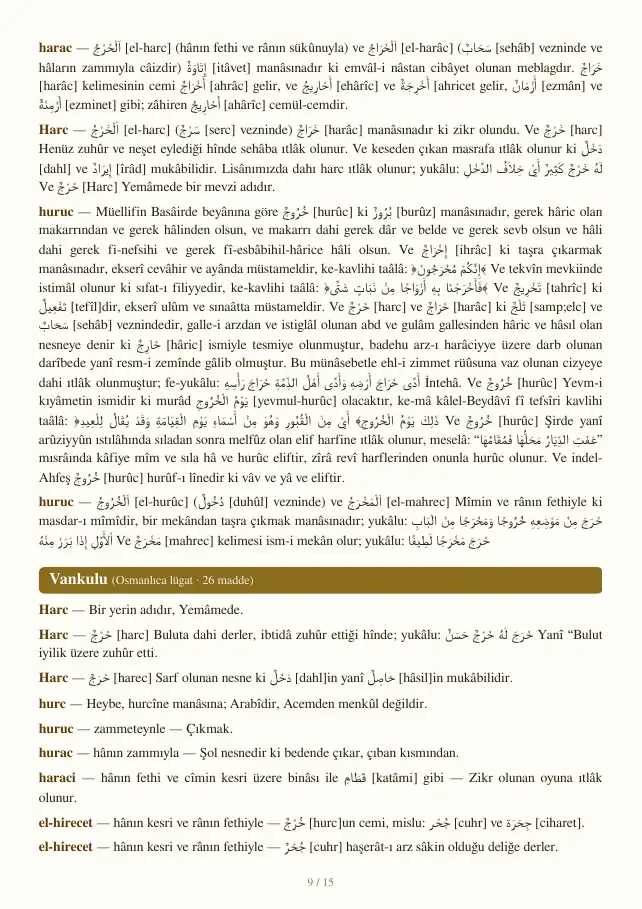 harac — اَلْخَرْجُ [el-harc] (hânın fethi ve rânın sükûnuyla) ve اَلْخَرَاجُ [el-harâc] (سَحَابٌ [sehâb] vezninde ve
hâların zammıyla câizdir) إِتَاوَةٌ [itâvet] manâsınadır ki emvâl-i nâstan cibâyet olunan meblagdır. خَرَاجٌ
[harâc] kelimesinin cemi أَخْرَاجٌ [ahrâc] gelir, ve أَخَارِيجُ [ehârîc] ve أَخْرِجَةٌ [ahricet gelir, أَزْمَانٌ [ezmân] ve
أَزْمِنَةٌ [ezminet] gibi; zâhiren أَخَارِيجُ [ahârîc] cemül-cemdir.
Harc — اَلْخَرْجُ [el-harc] (سَرْجٌ [serc] vezninde) خَرَاجٌ [harâc] manâsınadır ki zikr olundu. Ve خَرْجٌ [harc]
Henüz zuhûr ve neşet eylediği hînde sehâba ıtlâk olunur. Ve keseden çıkan masrafa ıtlâk olunur ki دَخْلٌ
[dahl] ve إِيرَادٌ [îrâd] mukâbilidir. Lisânımızda dahı harc ıtlâk olunur; yukâlu: لَهُ خَرْجٌ كَثِيرٌ أَيْ خِلاَفُ الدَّخْلِ
Ve خَرْجٌ [Harc] Yemâmede bir mevzi adıdır.
huruc — Müellifin Basâirde beyânına göre خُرُوجٌ [hurûc] ki بُرُوزٌ [burûz] manâsınadır, gerek hâric olan
makarrından ve gerek hâlinden olsun, ve makarrı dahi gerek dâr ve belde ve gerek sevb olsun ve hâli
dahi gerek fi-nefsihi ve gerek fî-esbâbihil-hârice hâli olsun. Ve إِخْرَاجٌ [ihrâc] ki taşra çıkarmak
manâsınadır, ekserî cevâhir ve ayânda müstameldir, ke-kavlihi taâlâ: ﴿إِنَّكُمْ مُخْرَجُونَ﴾ Ve tekvîn mevkiinde
istimâl olunur ki sıfat-ı filiyyedir, ke-kavlihi taâlâ: ﴿فَأَخْرَجْنَا بِهِ أَزْوَاجًا مِنْ نَبَاتٍ شَتَّى﴾ Ve تَخْرِيجٌ [tahrîc] ki
تَفْعِيلٌ [tefîl]dir, ekserî ulûm ve sınaâtta müstameldir. Ve خَرْجٌ [harc] ve خَرَاجٌ [harâc] ki ثَلْجٌ [samp;elc] ve
سَحَابٌ [sehâb] veznindedir, galle-i arzdan ve istiglâl olunan abd ve gulâm gallesinden hâric ve hâsıl olan
nesneye denir ki خَارِجٌ [hâric] ismiyle tesmiye olunmuştur, badehu arz-ı harâciyye üzere darb olunan
darîbede yanî resm-i zemînde gâlib olmuştur. Bu münâsebetle ehl-i zimmet rüûsuna vaz olunan cizyeye
dahi ıtlâk olunmuştur; fe-yukâlu: أَدَّى خَرَاجَ أَرْضِهِ وَأَدَّى أَهْلُ الذِّمَّةِ خَرَاجَ رَأْسِهِ İntehâ. Ve خُرُوجٌ [hurûc] Yevm-i
kıyâmetin ismidir ki murâd يَوْمُ الْخُرُوجِ [yevmul-hurûc] olacaktır, ke-mâ kâlel-Beydâvî fî tefsîri kavlihi
taâlâ: ﴿ذَلِكَ يَوْمُ الْخُرُوجِ﴾ أَيْ مِنَ الْقُبُورِ وَهُوَ مِنْ أَسْمَاءِ يَوْمِ الْقِيَامَةِ وَقَدْ يُقَالُ لِلْعِيدِ Ve خُرُوجٌ [hurûc] Şirde yanî
arûziyyûn ıstılâhında sıladan sonra melfûz olan elif harfine ıtlâk olunur, meselâ: “عَفَتِ الدِّيَارُ مَحَلُّهَا فَمُقَامُهَا”
mısraında kâfiye mîm ve sıla hâ ve hurûc eliftir, zîrâ revî harflerinden onunla hurûc olunur. Ve indel-
Ahfeş خُرُوجٌ [hurûc] hurûf-ı lînedir ki vâv ve yâ ve eliftir.
huruc — اَلْخُرُوجُ [el-hurûc] (دُخُولٌ [duhûl] vezninde) ve اَلْمَخْرَجُ [el-mahrec] Mîmin ve rânın fethiyle ki
masdar-ı mîmîdir, bir mekândan taşra çıkmak manâsınadır; yukâlu: خَرَجَ مِنْ مَوْضِعِهِ خُرُوجًا وَمَخْرَجًا مِنَ الْبَابِ
اَلْأَوَّلِ إِذَا بَرَزَ مِنْهُ Ve مَخْرَجٌ [mahrec] kelimesi ism-i mekân olur; yukâlu: خَرَجَ مَخْرَجًا لَطِيفًا
Vankulu (Osmanlıca lügat · 26 madde)
Harc — Bir yerin adıdır, Yemâmede.
Harc — خَرْجٌ [harc] Buluta dahi derler, ibtidâ zuhûr ettiği hînde; yukâlu: خَرَجَ لَهُ خَرْجٌ حَسَنٌ Yanî “Bulut
iyilik üzere zuhûr etti.
Harc — خَرَجٌ [harec] Sarf olunan nesne ki دَخْلٌ [dahl]in yanî حَاصِلٌ [hâsil]in mukâbilidir.
hurc — Heybe, hurcîne manâsına; Arabîdir, Acemden menkûl değildir.
huruc — zammeteynle — Çıkmak.
hurac — hânın zammıyla — Şol nesnedir ki bedende çıkar, çıban kısmından.
haraci — hânın fethi ve cîmin kesri üzere binâsı ile قَطَامِ [katâmi] gibi — Zikr olunan oyuna ıtlâk
olunur.
el-hirecet — hânın kesri ve rânın fethiyle — خُرْجٌ [hurc]un cemi, mislu: جُحْر [cuhr] ve جِحَرَة [ciharet].
el-hirecet — hânın kesri ve rânın fethiyle — جُحْرٌ [cuhr] haşerât-ı arz sâkin olduğu deliğe derler.
9 / 15